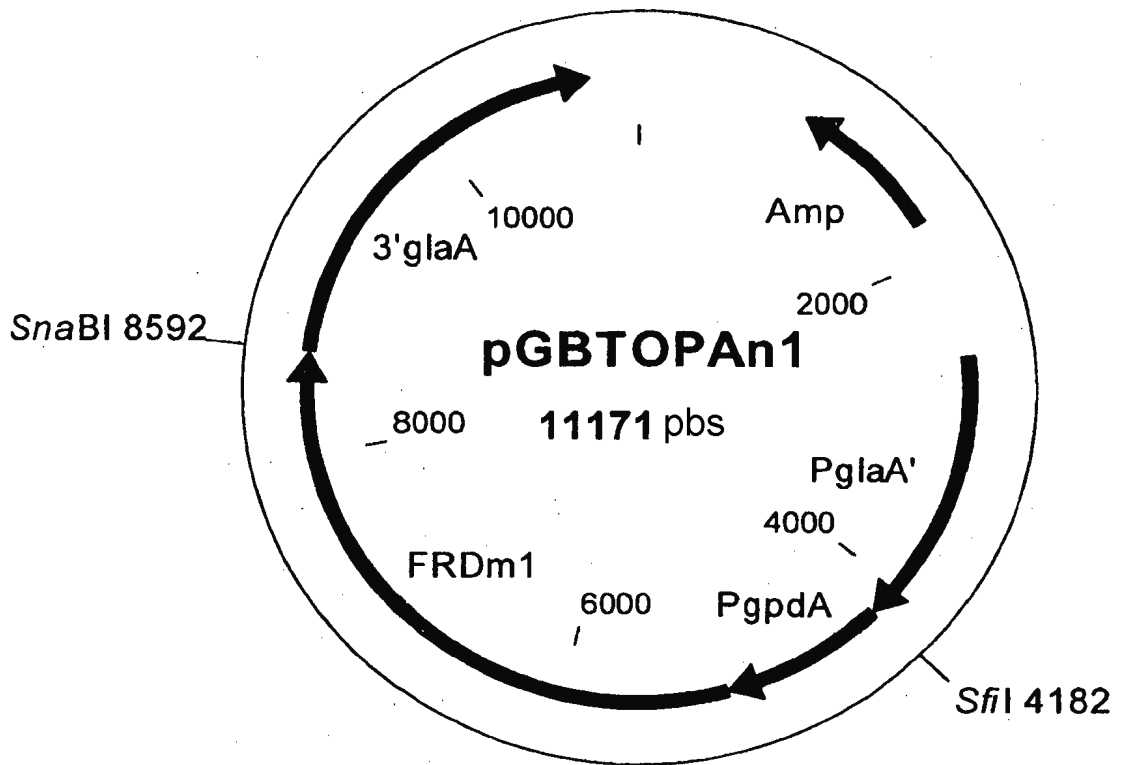 Amp
10000
3'glaA
2000
SnaBI 8592
pGBTOPAn1
8000
11171 pbs
PglaA'
4000
FRDm1
6000
PgpdA
SfiI 4182